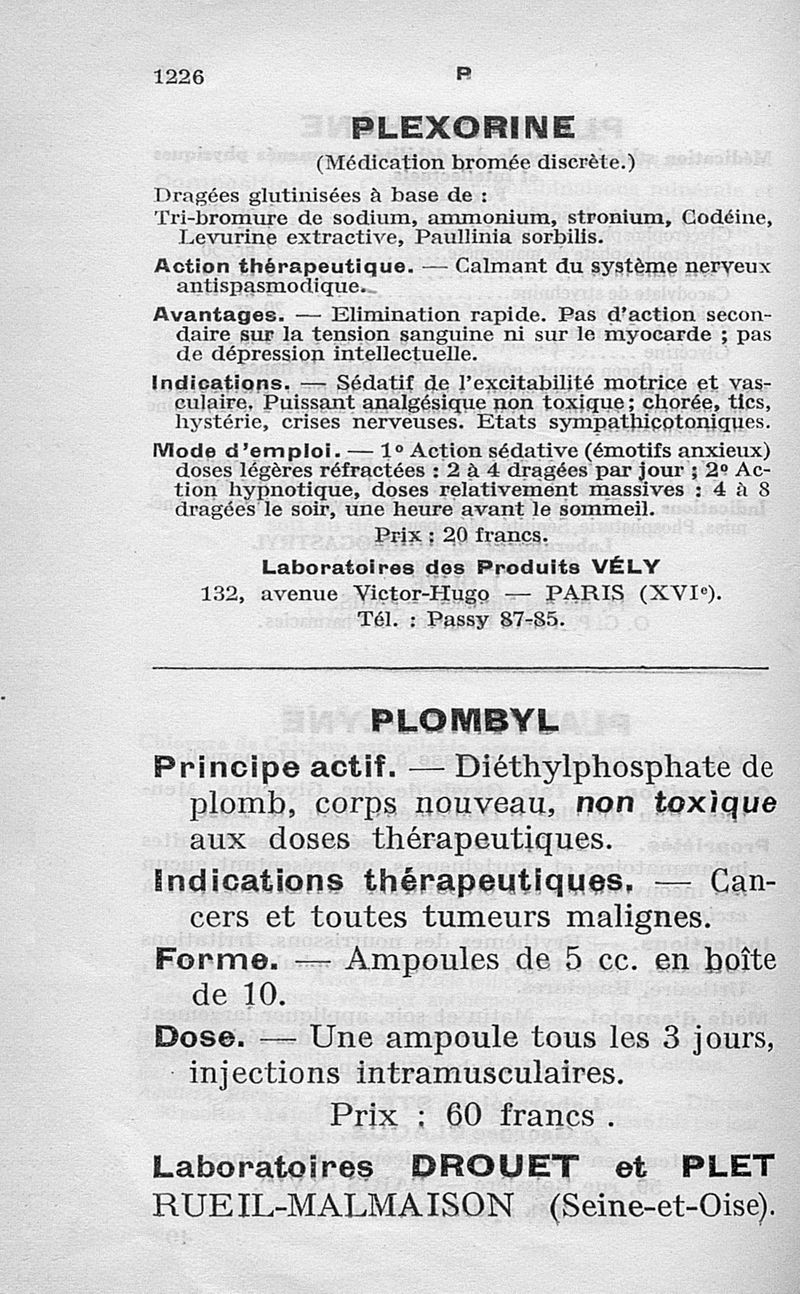 1226
P
PLEXORINE
(Médication bromée discrète.)
Dragées glutinisées à base de :
Tri-bromure de sodium, ammonium, stronium, Codéine,
Levurine extractive, Paullinia sorbilis.
Action thérapeutique. — Calmant du système nerveux
antispasmodique.
Avantages. — Elimination rapide. Pas d'action secon-
daire sur la tension sanguine ni sur le myocarde ; pas
de dépression intellectuelle.
Indications. — Sédatif de l'excitabilité motrice et vas-
culaire. Puissant analgésique non toxique ; chorée, tics,
hystérie, crises nerveuses. Etats sympathicotoniques.
Mode d'emploi. — 1° Action sédative (émotifs anxieux)
doses légères réfractées : 2 à 4 dragées par jour ; 2° Ac-
tion hypnotique, doses relativement massives : 4 à 8
dragées le soir, une heure avant le sommeil.
Prix : 20 francs.
Laboratoires des Produits VÉLY
132, avenue Victor-Hugo — PARIS (XVIe).
Tél. : Passy 87-85.
PLOMBYL
Principe actif. — Diéthylphosphate de
plomb, corps nouveau, non toxique
aux doses thérapeutiques.
Indications thérapeutiques. — Can-
cers et toutes tumeurs malignes.
Forme. — Ampoules de 5 cc. en boîte
de 10.
Dose. — Une ampoule tous les 3 jours,
injections intramusculaires.
Prix : 60 francs .
Laboratoires DROUET et PLET
RUEIL-MALMAISON (Seine-et-Oise).